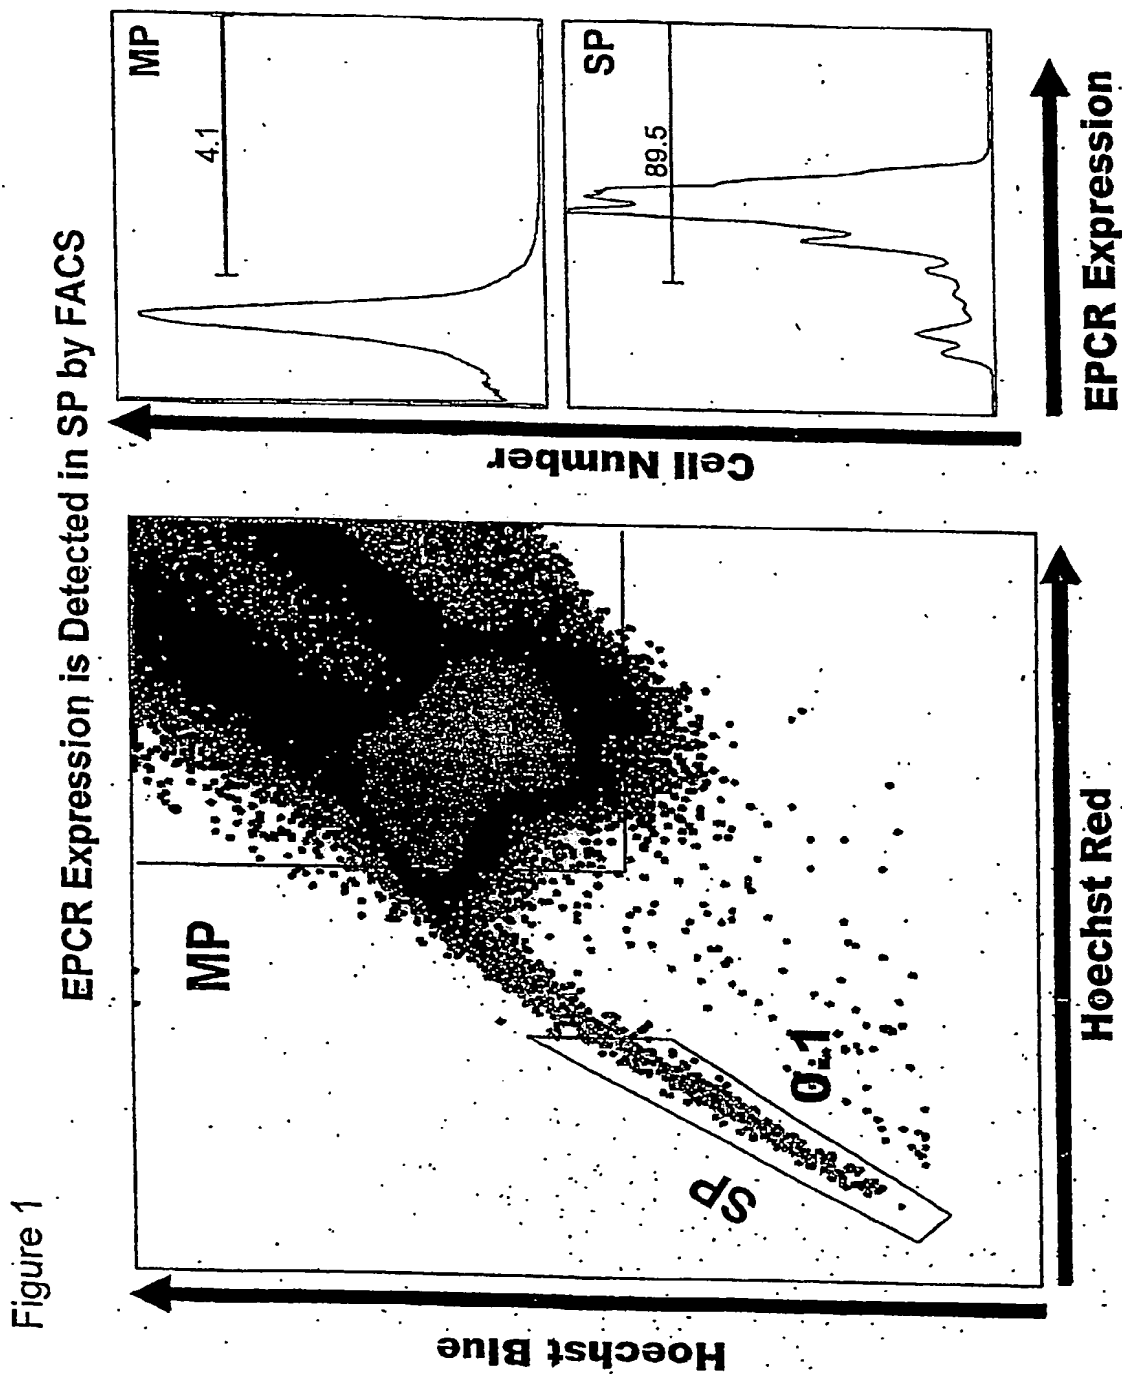 Figure 1
EPCR Expression is Detected in SP by FACS
Hoechst Blue
MP
SP
0.1
Hoechst Red
Cell Number
MP
4.1
SP
89.5
EPCR Expression